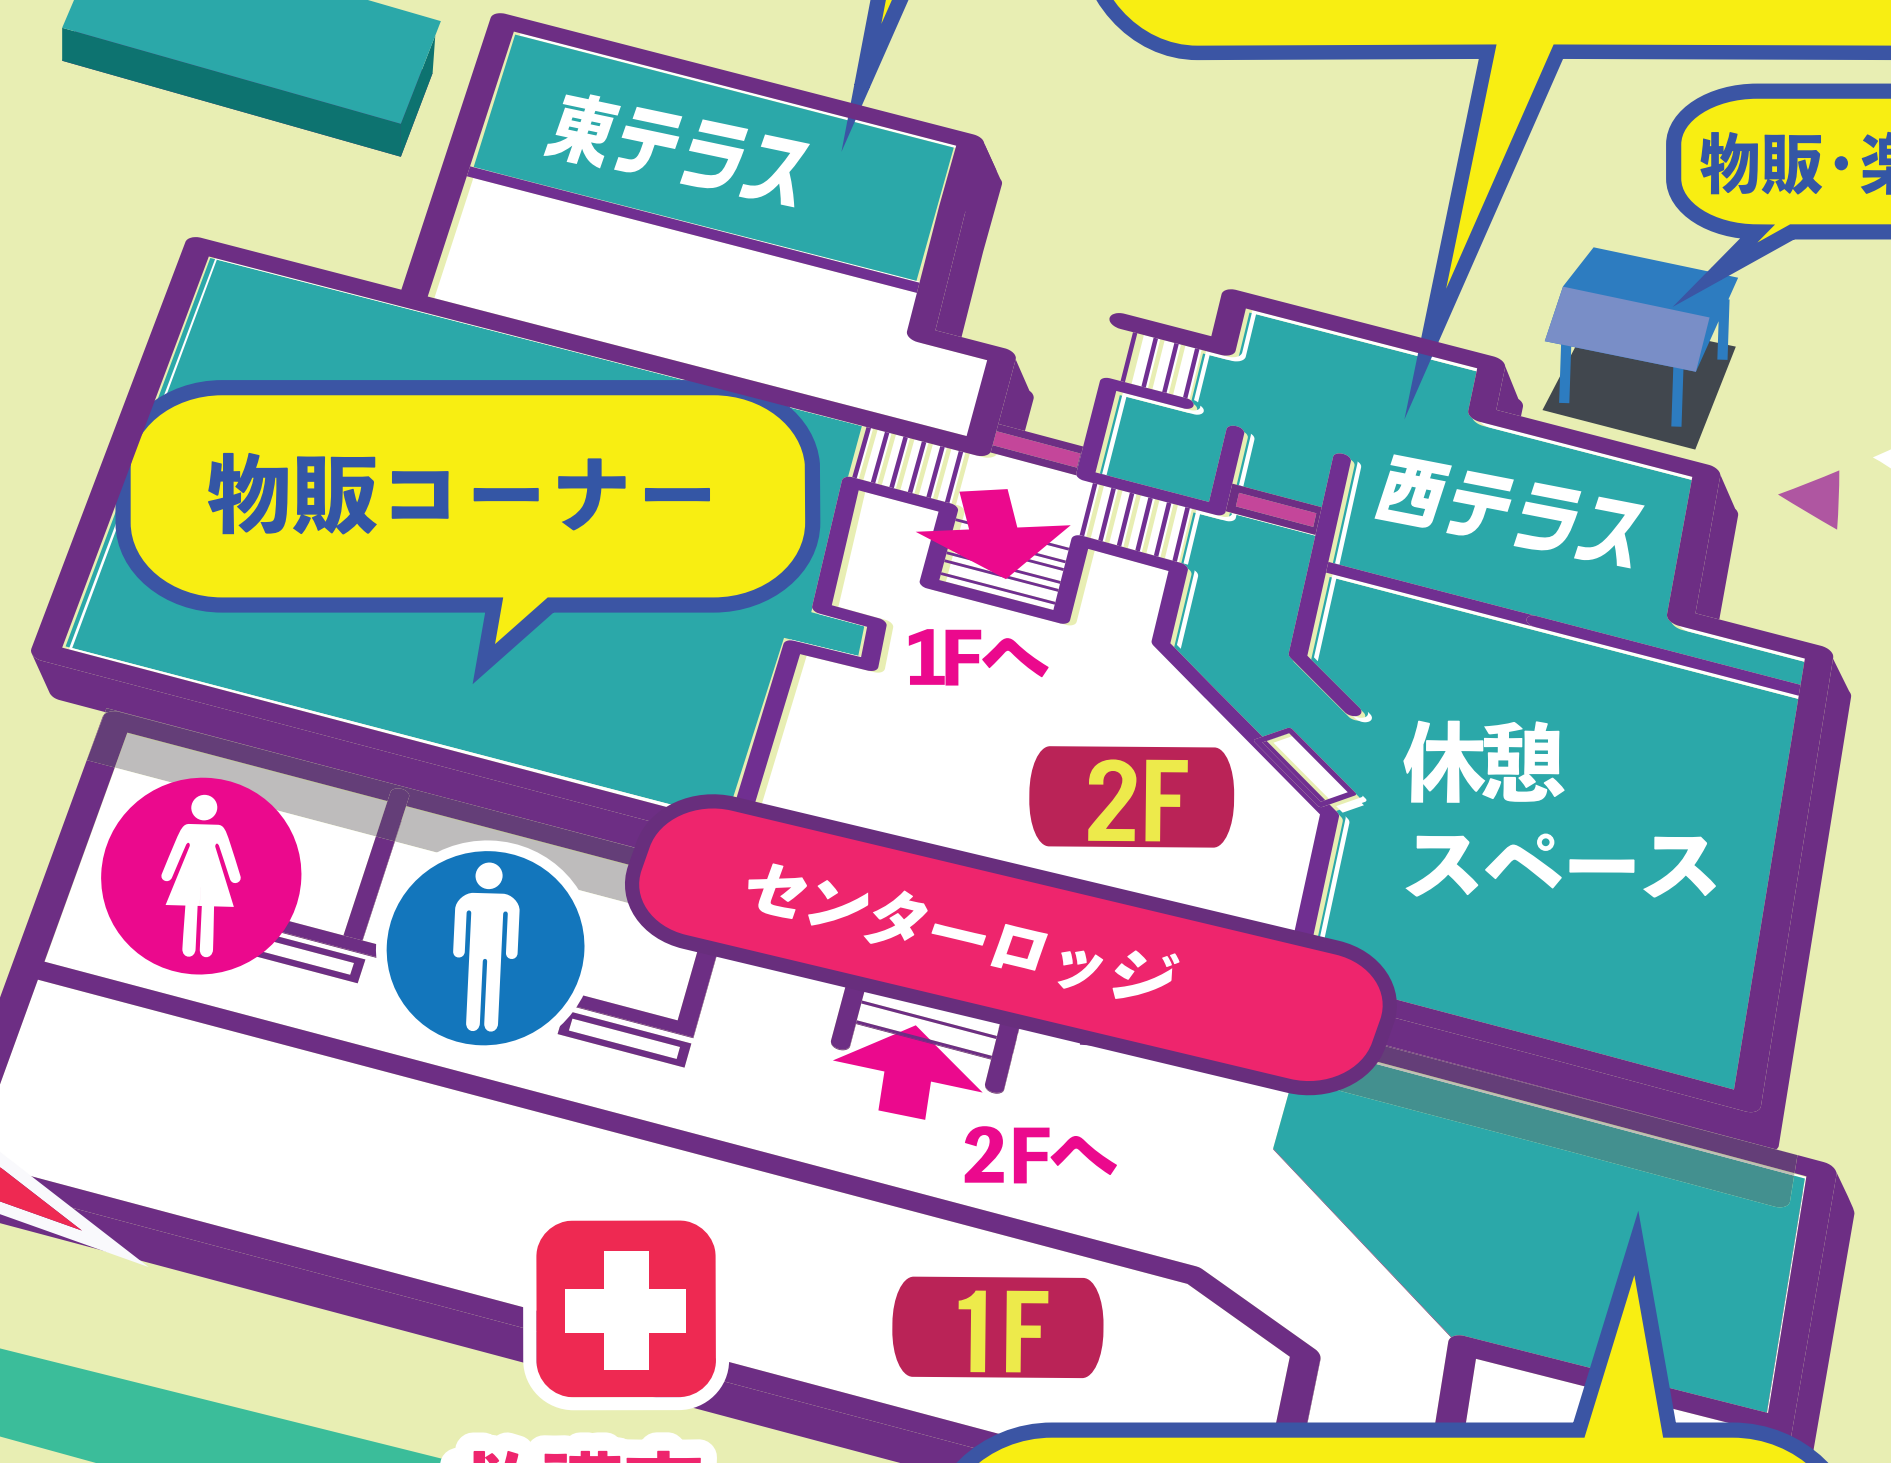 東テラス
物販・
物販コーナー
西テラス
1Fへ
2F
休憩
スペース
センターロッジ
2Fへ
1F